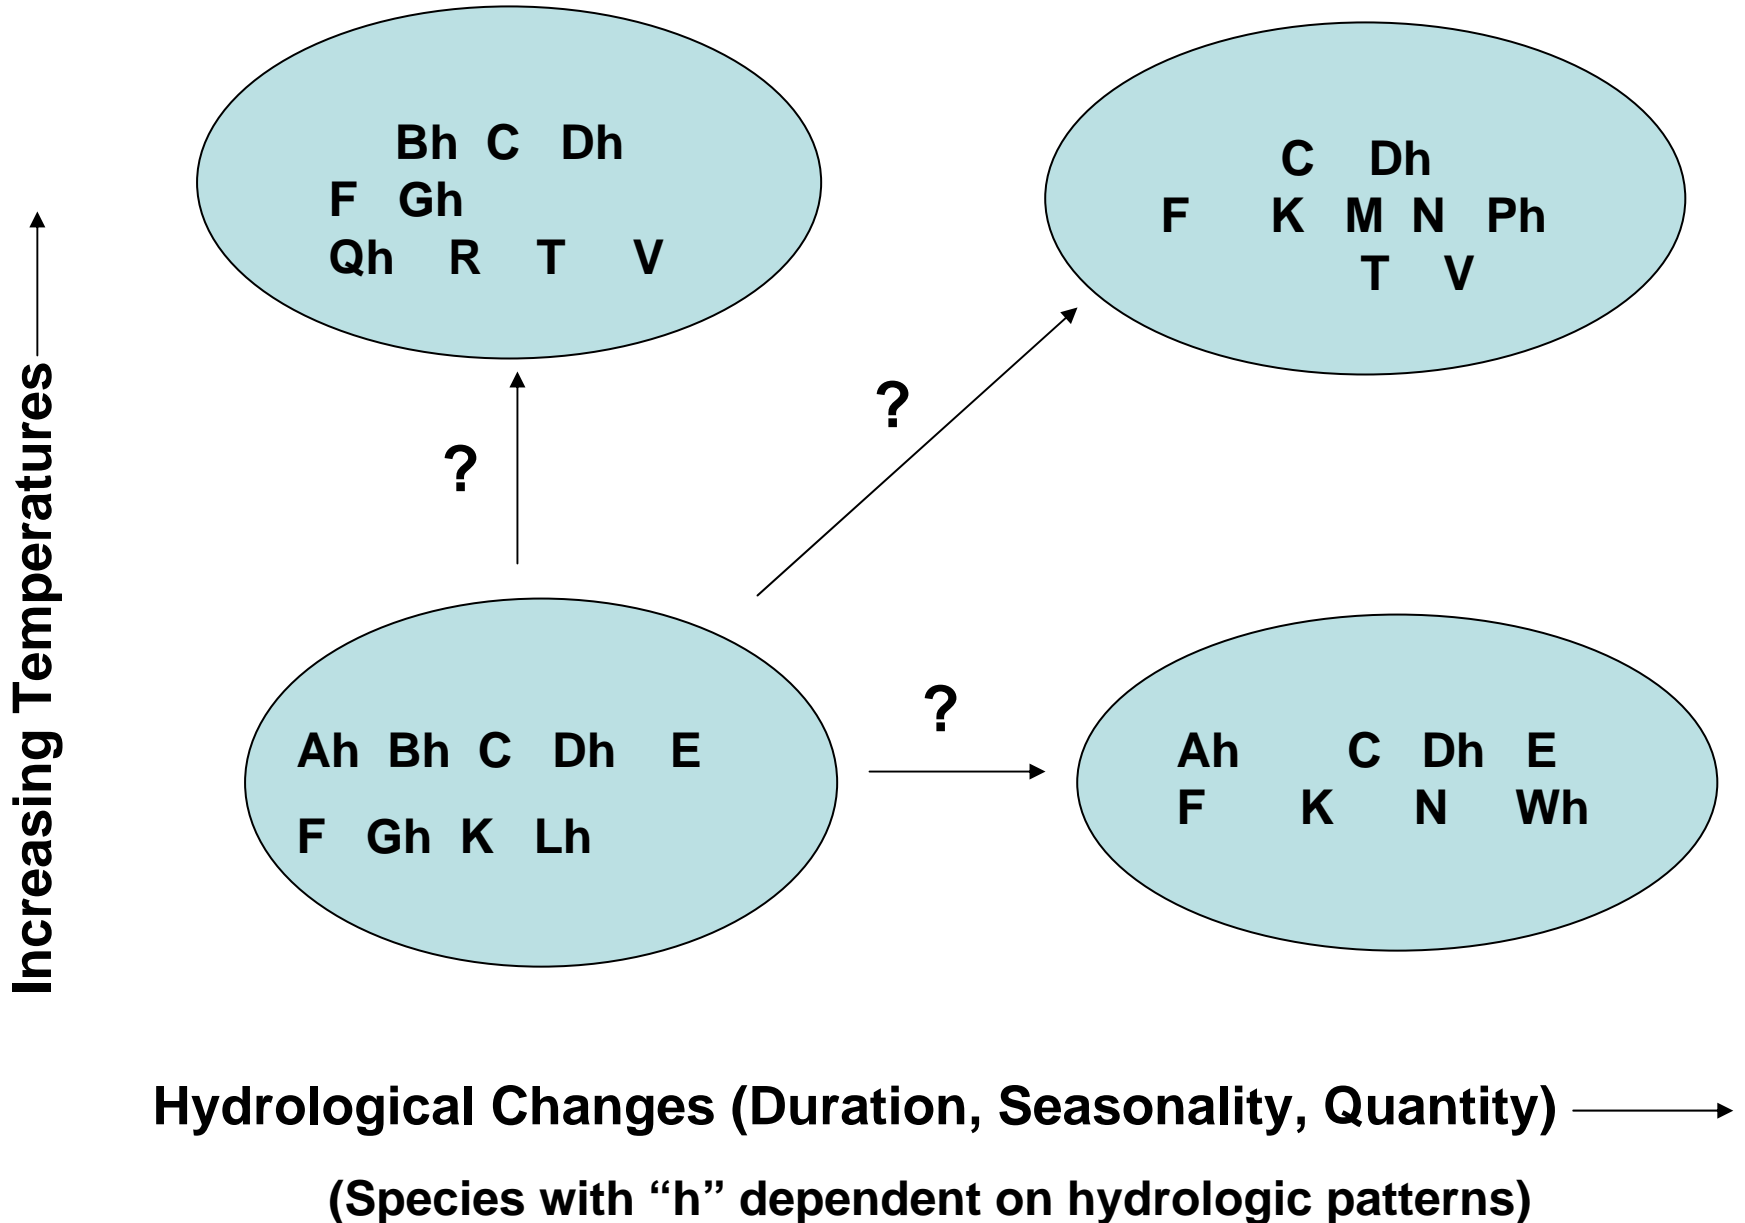 Bh C Dh
F Gh
Qh R T V
C Dh
F K M N Ph
T V
?
?
Increasing Temperatures
Ah Bh C Dh E
F Gh K Lh
?
Ah C Dh E
F K N Wh
Hydrological Changes (Duration, Seasonality, Quantity)
(Species with “h” dependent on hydrologic patterns)